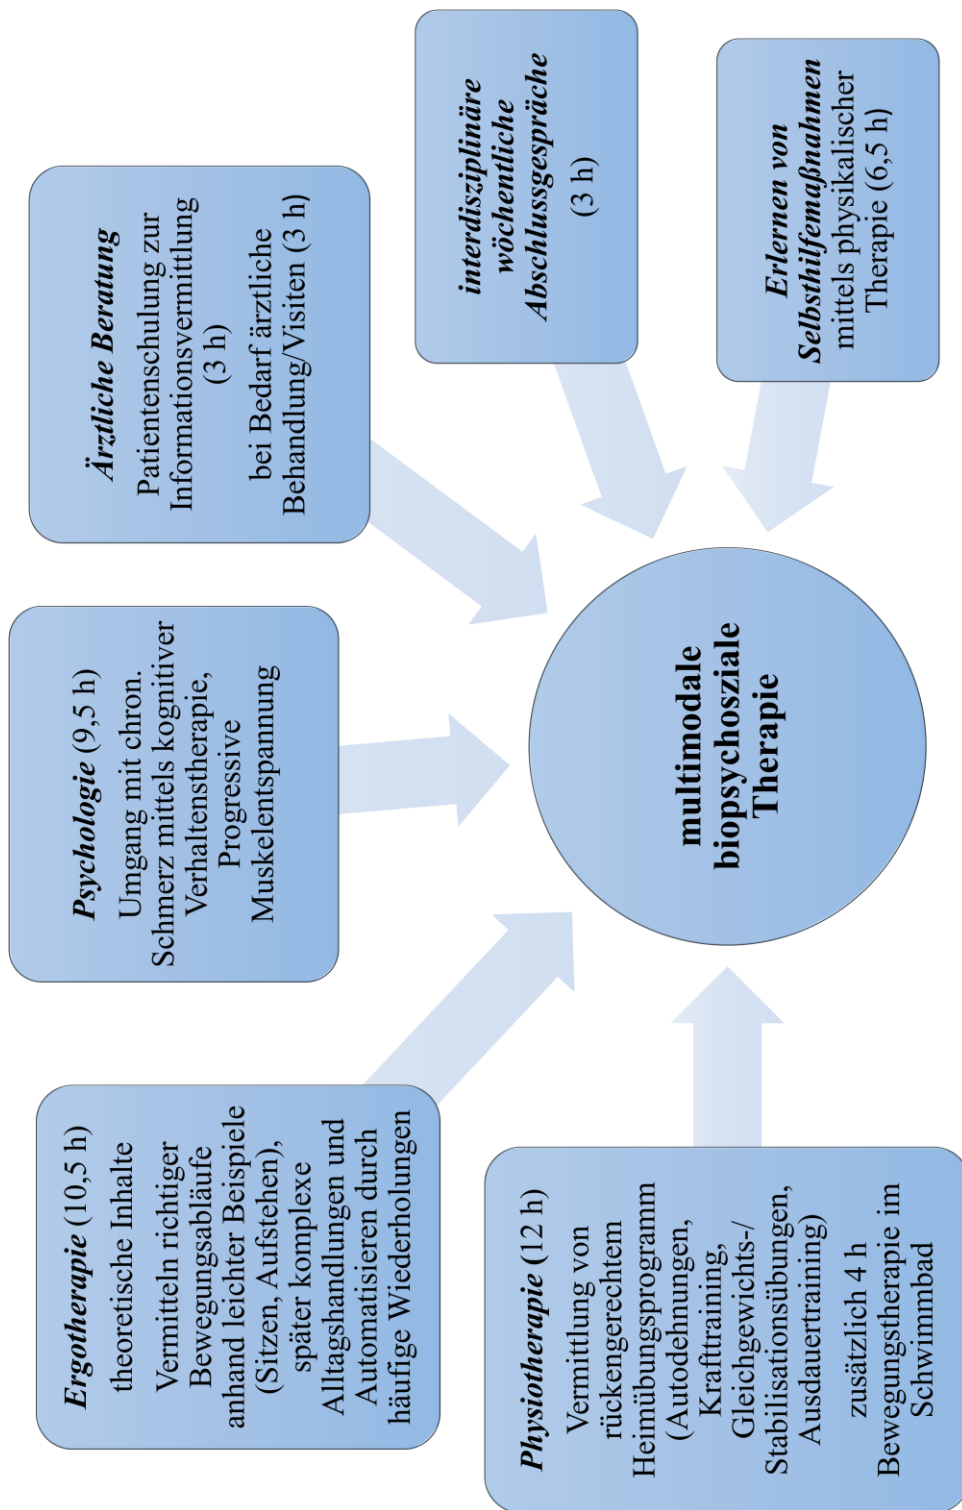 Physiotherapie (12 h)
Vermittlung von
rückengerechtem
Heimübungsprogramm
(Autodehnungen,
Krafttraining,
Gleichgewichts-/
Stabilisationsübungen,
Ausdauertraining)
zusätzlich 4 h
Bewegungstherapie im
Schwimmbad
Ergotherapie (10,5 h)
theoretische Inhalte
Vermitteln richtiger
Bewegungsabläufe
anhand leichter Beispiele
(Sitzen, Aufstehen),
später komplexe
Alltagshandlungen und
Automatisieren durch
häufige Wiederholungen
Psychologie (9,5 h)
Umgang mit chron.
Schmerz mittels kognitiver
Verhaltenstherapie,
Progressive
Muskelentspannung
Ärztliche Beratung
Patientenschulung zur
Informationsvermittlung
(3 h)
bei Bedarf ärztliche
Behandlung/Visiten (3 h)
interdisziplinäre
wöchentliche
Abschlussgespräche
(3 h)
Erlernen von
Selbsthilfemaßnahmen
mittels physikalischer
Therapie (6,5 h)
multimodale
biopsychosziale
Therapie